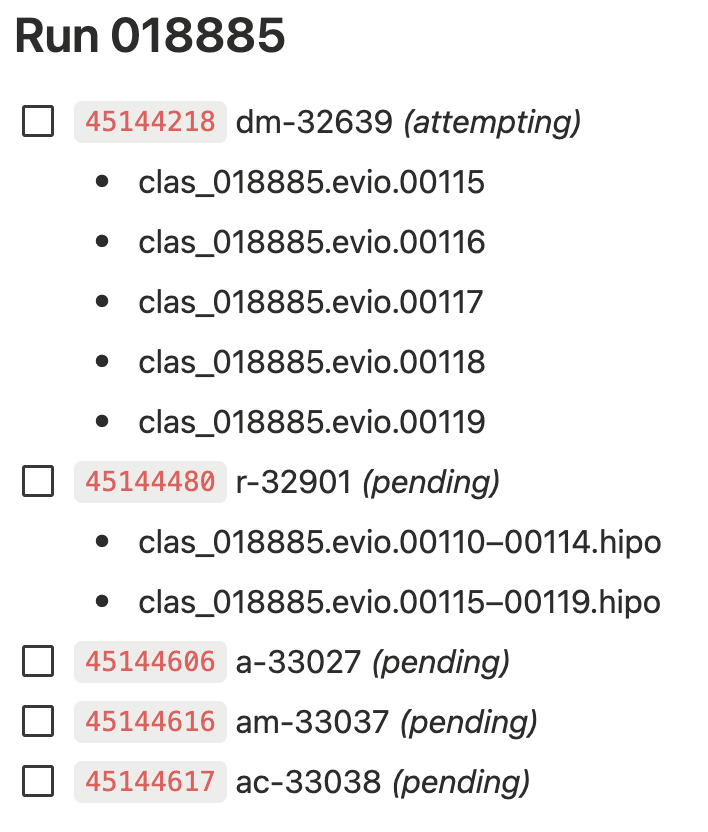 Run 018885
45144218 dm-32639 (attempting)
clas_018885.evio.00115
clas_018885.evio.00116
clas_018885.evio.00117
clas_018885.evio.00118
clas_018885.evio.00119
45144480 r-32901 (pending)
clas_018885.evio.00110–00114.hipo
clas_018885.evio.00115–00119.hipo
45144606 a-33027 (pending)
45144616 am-33037 (pending)
45144617 ac-33038 (pending)